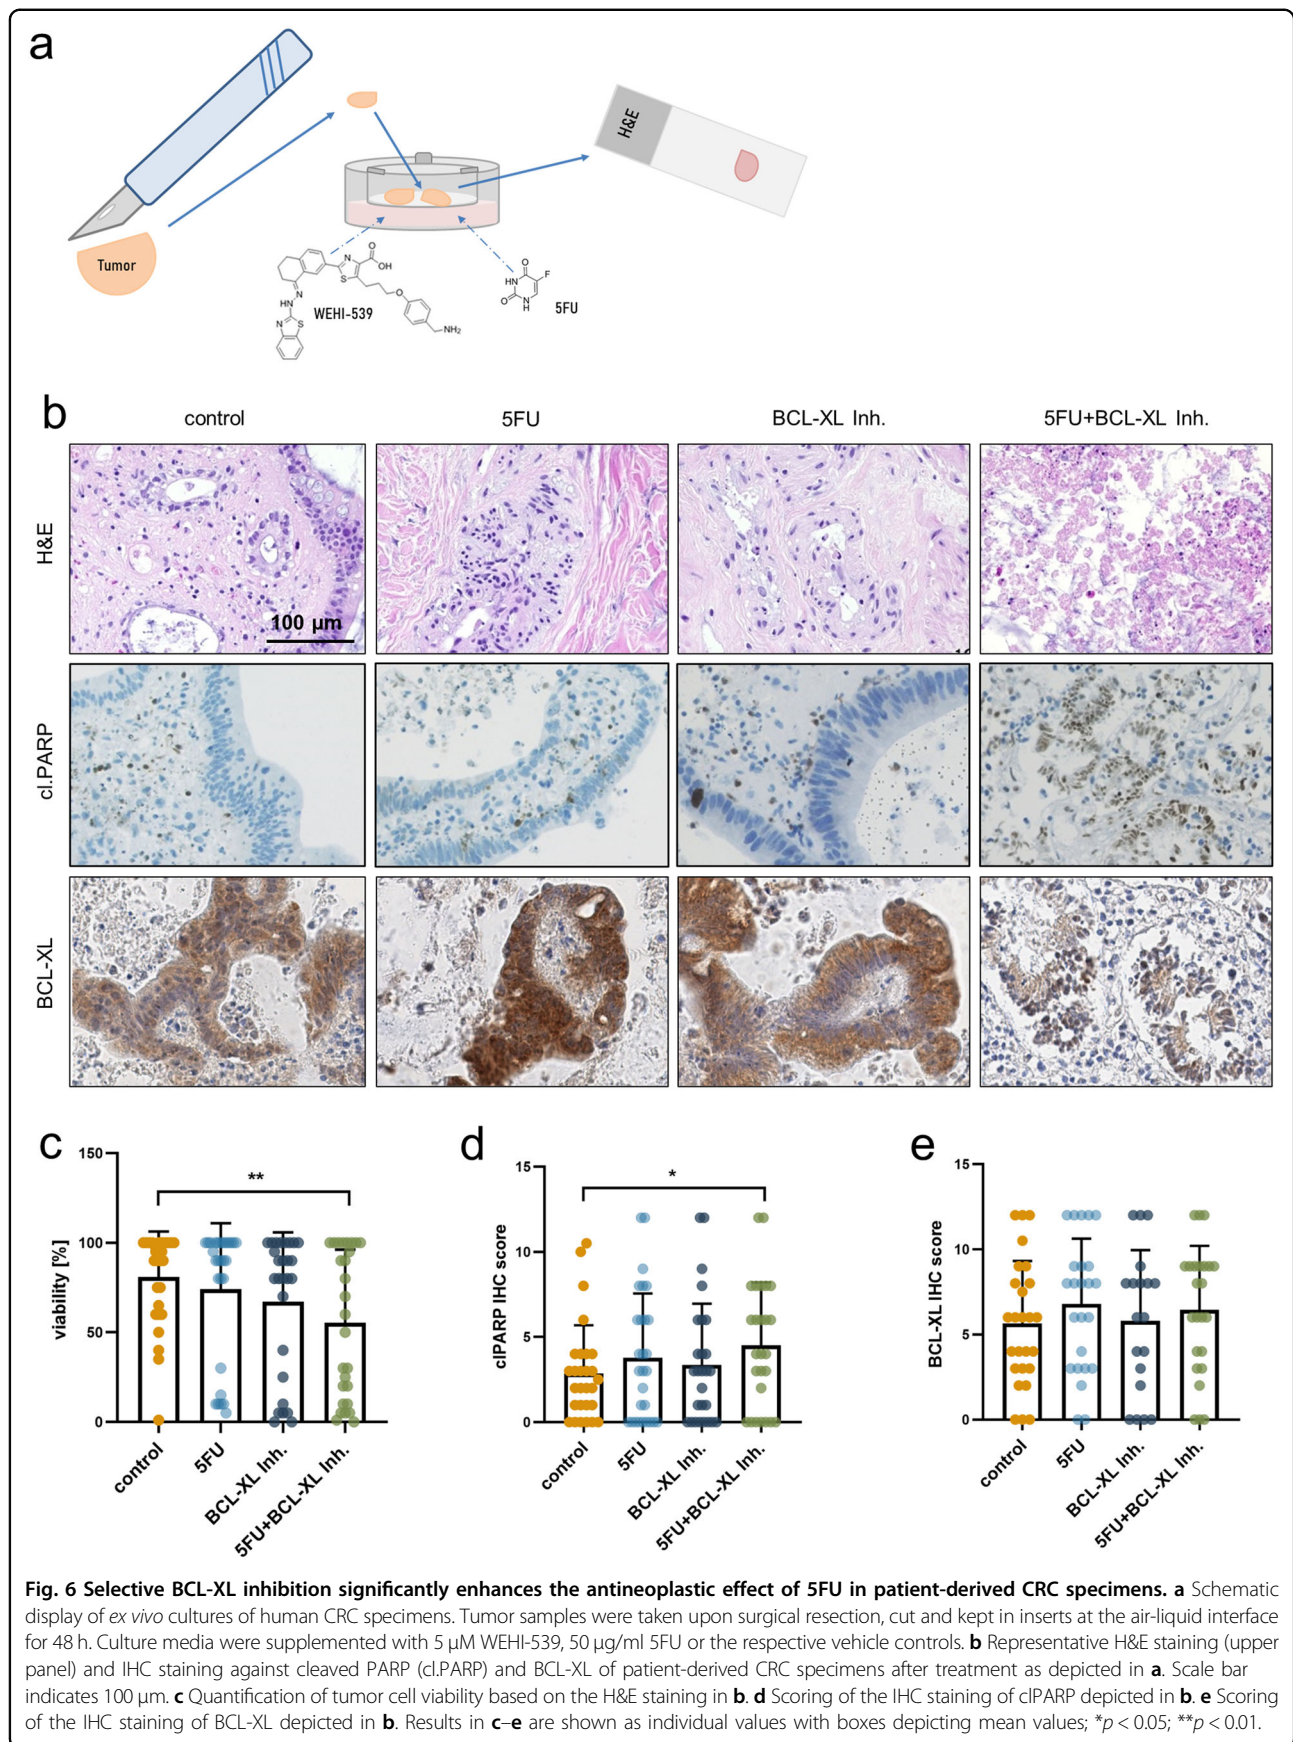 a
H&E
Tumor
N
S
O
OH
N
HN
N
S
O
NH₂
WEHI-539
O
F
HN
O
N
H
5FU
b
control
5FU
BCL-XL Inh.
5FU+BCL-XL Inh.
H&E
100 µm
cl.PARP
BCL-XL
c
viability [%]
150
100
50
0
**
control
5FU
BCL-XL Inh.
5FU+BCL-XL Inh.
d
clPARP IHC score
15
10
5
0
*
control
5FU
BCL-XL Inh.
5FU+BCL-XL Inh.
e
BCL-XL IHC score
15
10
5
0
control
5FU
BCL-XL Inh.
5FU+BCL-XL Inh.
Fig. 6 Selective BCL-XL inhibition significantly enhances the antineoplastic effect of 5FU in patient-derived CRC specimens. a Schematic
display of ex vivo cultures of human CRC specimens. Tumor samples were taken upon surgical resection, cut and kept in inserts at the air-liquid interface
for 48 h. Culture media were supplemented with 5 µM WEHI-539, 50 µg/ml 5FU or the respective vehicle controls. b Representative H&E staining (upper
panel) and IHC staining against cleaved PARP (cl.PARP) and BCL-XL of patient-derived CRC specimens after treatment as depicted in a. Scale bar
indicates 100 µm. c Quantification of tumor cell viability based on the H&E staining in b. d Scoring of the IHC staining of clPARP depicted in b. e Scoring
of the IHC staining of BCL-XL depicted in b. Results in c–e are shown as individual values with boxes depicting mean values; *p < 0.05; **p < 0.01.